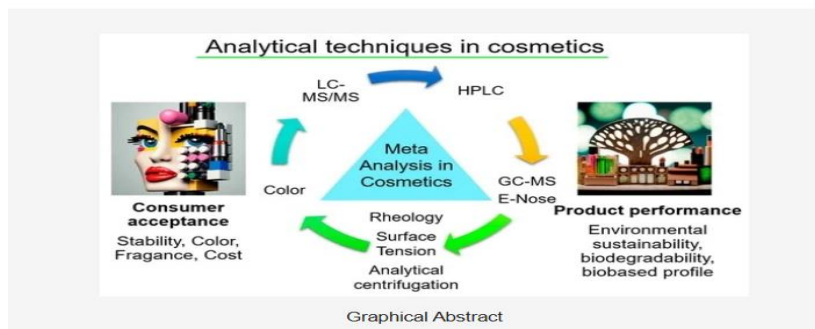 Analytical techniques in cosmetics
LC-
MS/MS
HPLC
Meta
Analysis in
Cosmetics
Color
GC-MS
E-Nose
Rheology
Surface
Tension
Analytical
centrifugation
Consumer
acceptance
Stability, Color,
Fragance, Cost
Product performance
Environmental
sustainability,
biodegradability,
biobased profile
Graphical Abstract